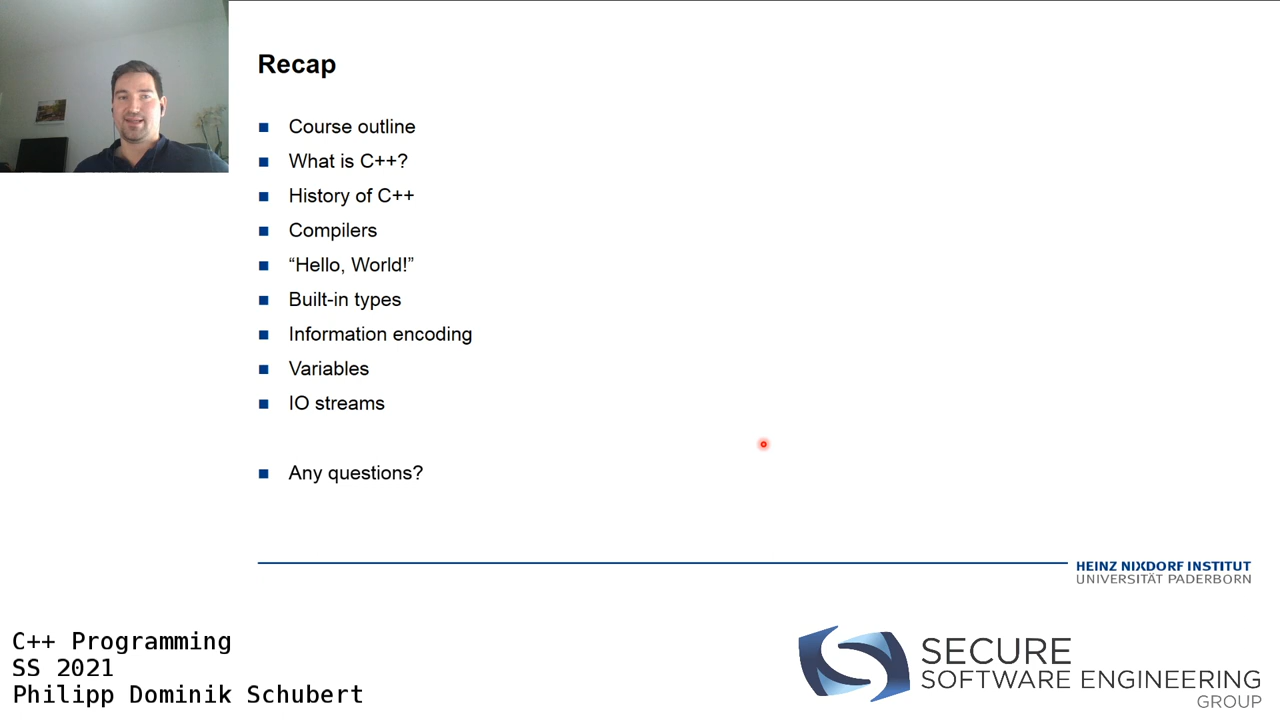 Recap
Course outline
What is C++?
History of C++
Compilers
“Hello, World!”
Built-in types
Information encoding
Variables
IO streams
Any questions?
HEINZ NIXDORF INSTITUT
UNIVERSITÄT PADERBORN
C++ Programming
SS 2021
Philipp Dominik Schubert
SECURE
SOFTWARE ENGINEERING
GROUP